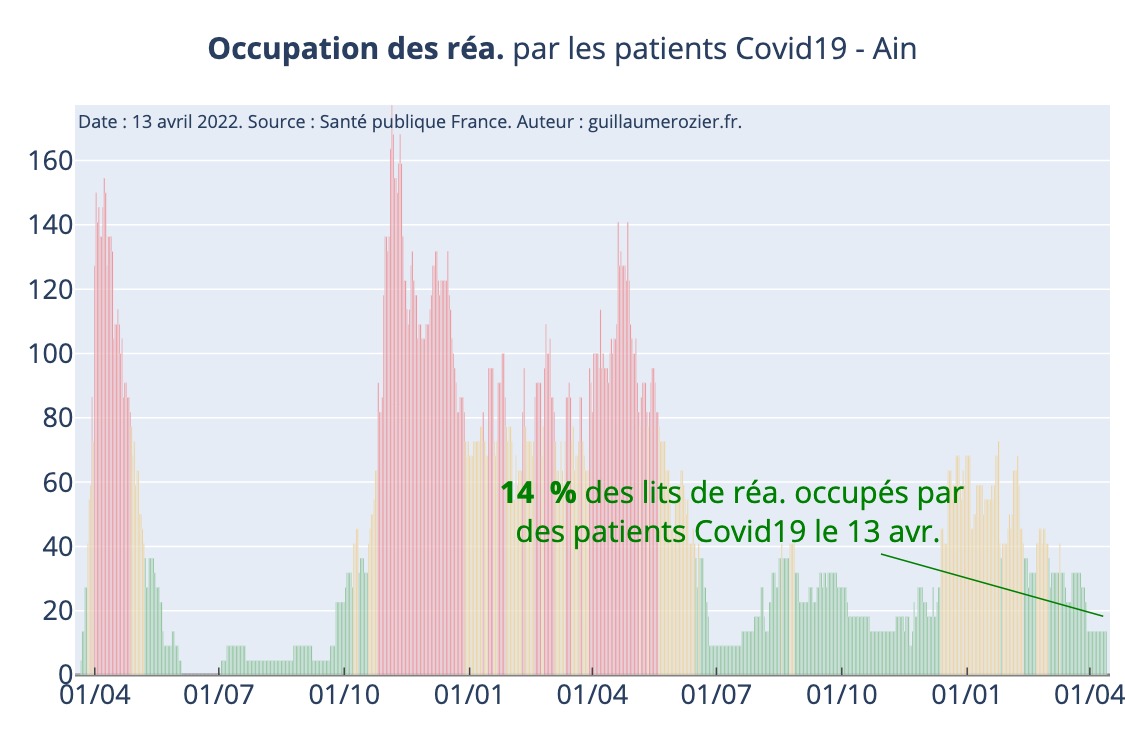 Occupation des réa. par les patients Covid19 - Ain
Date : 13 avril 2022. Source : Santé publique France. Auteur : guillaumerozier.fr.
160
140
120
100
80
60
14 % des lits de réa. occupés par
des patients Covid19 le 13 avr.
40
20
0
01/04 01/07 01/10 01/01 01/04 01/07 01/10 01/01 01/04